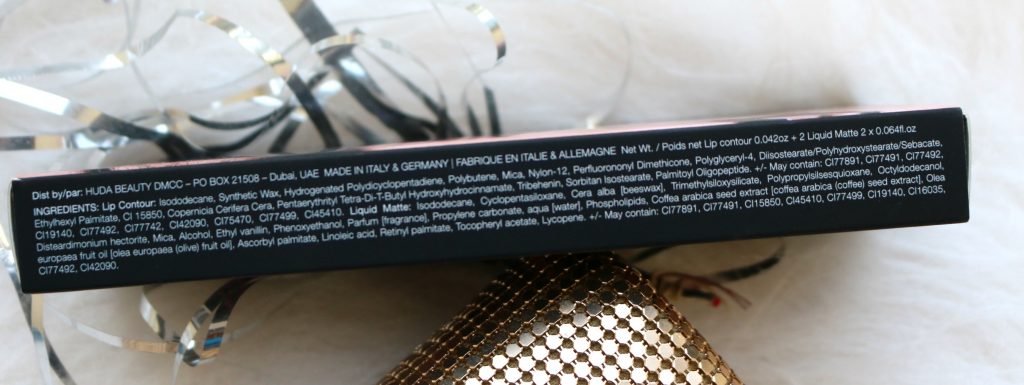 Dist by/par: HUDA BEAUTY DMCC – PO BOX 21508 – Dubai, UAE MADE IN ITALY & GERMANY | FABRIQUE EN ITALIE & ALLEMAGNE Net Wt. / Poids net Lip contour 0.042oz + 2 Liquid Matte 2 x 0.064fl.oz
INGREDIENTS: Lip Contour: Isododecane, Synthetic Wax, Hydrogenated Polydicyclopentadiene, Polybutene, Mica, Nylon-12, Perfluorononyl Dimethicone, Polyglyceryl-4, Diisostearate/Polyhydroxystearate/Sebacate,
Ethylhexyl Palmitate, CI 15850, Copernicia Cerifera Cera, Pentaerythrityl Tetra-Di-T-Butyl Hydroxyhydrocinnamate, Tribehenin, Sorbitan Isostearate, Palmitoyl Oligopeptide. +/- May contain: CI77891, CI77491, CI77492,
CI19140, CI77492, CI77742, CI42090, CI75470, CI77499, CI45410. Liquid Matte: Isododecane, Cyclopentasiloxane, Cera alba [beeswax], Trimethylsiloxysilicate, Polypropylsilsesquioxane, Octyldodecanol,
Disteardimonium hectorite, Mica, Alcohol, Ethyl vanillin, Phenoxyethanol, Parfum [fragrance], Propylene carbonate, aqua [water], Phospholipids, Coffea arabica seed extract [coffea arabica (coffee) seed extract], Olea
europaea fruit oil [olea europaea (olive) fruit oil], Ascorbyl palmitate, Linoleic acid, Retinyl palmitate, Tocopheryl acetate, Lycopene. +/- May contain: CI77891, CI77491, CI15850, CI45410, CI77499, CI19140, CI16035,
CI77492, CI42090.